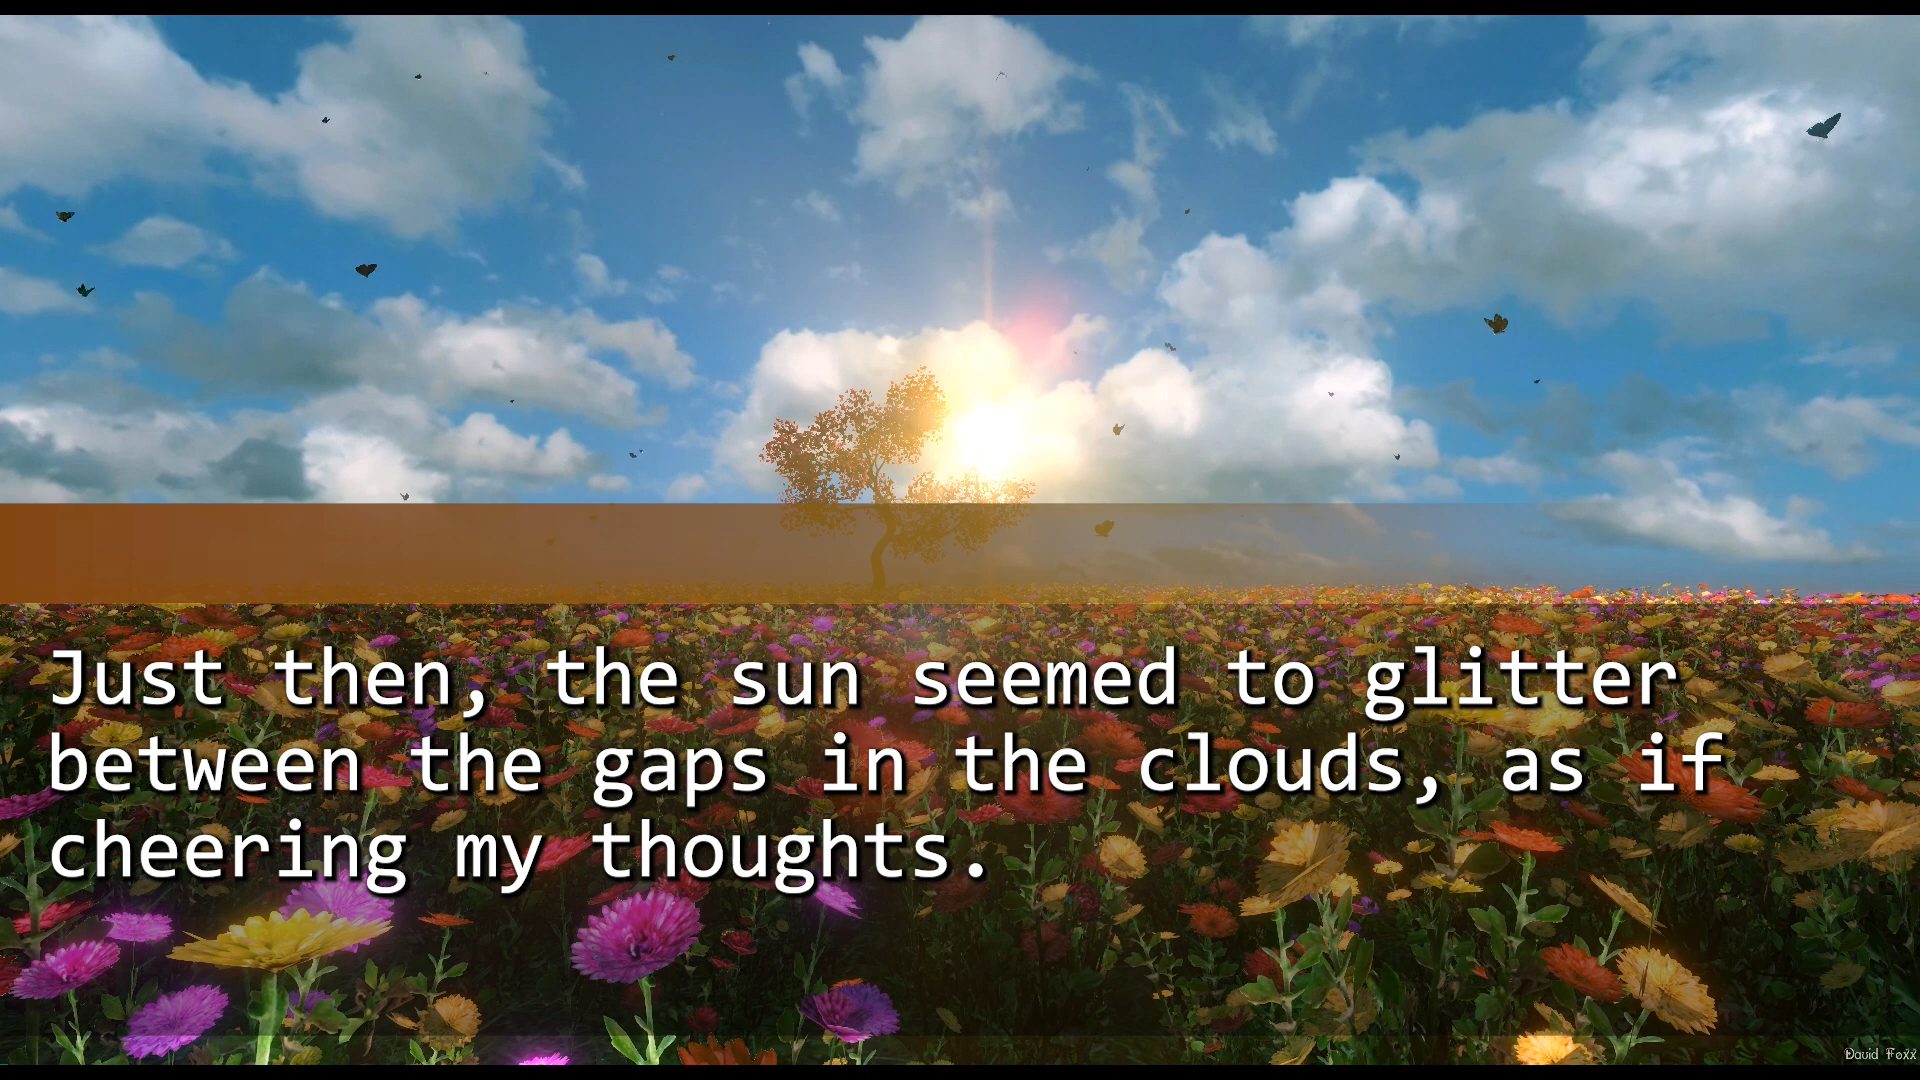 Just then, the sun seemed to glitter
between the gaps in the clouds, as if
cheering my thoughts.
David Foxx